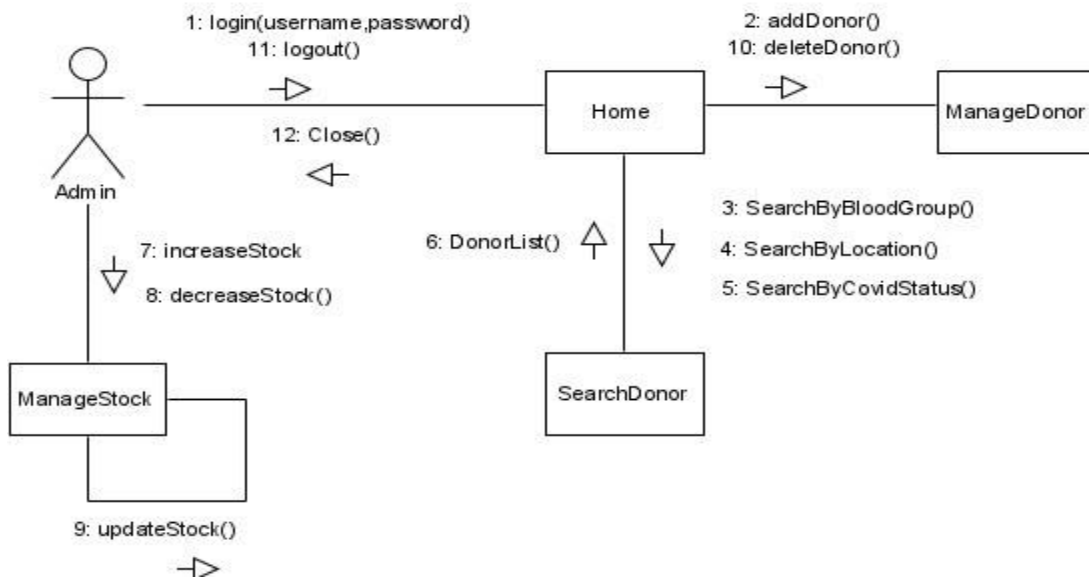 1: login(username,password)
11: logout()
2: addDonor()
10: deleteDonor()
Home
ManageDonor
12: Close()
Admin
3: SearchByBloodGroup()
6: DonorList()
4: SearchByLocation()
5: SearchByCovidStatus()
7: increaseStock
8: decreaseStock()
ManageStock
SearchDonor
9: updateStock()